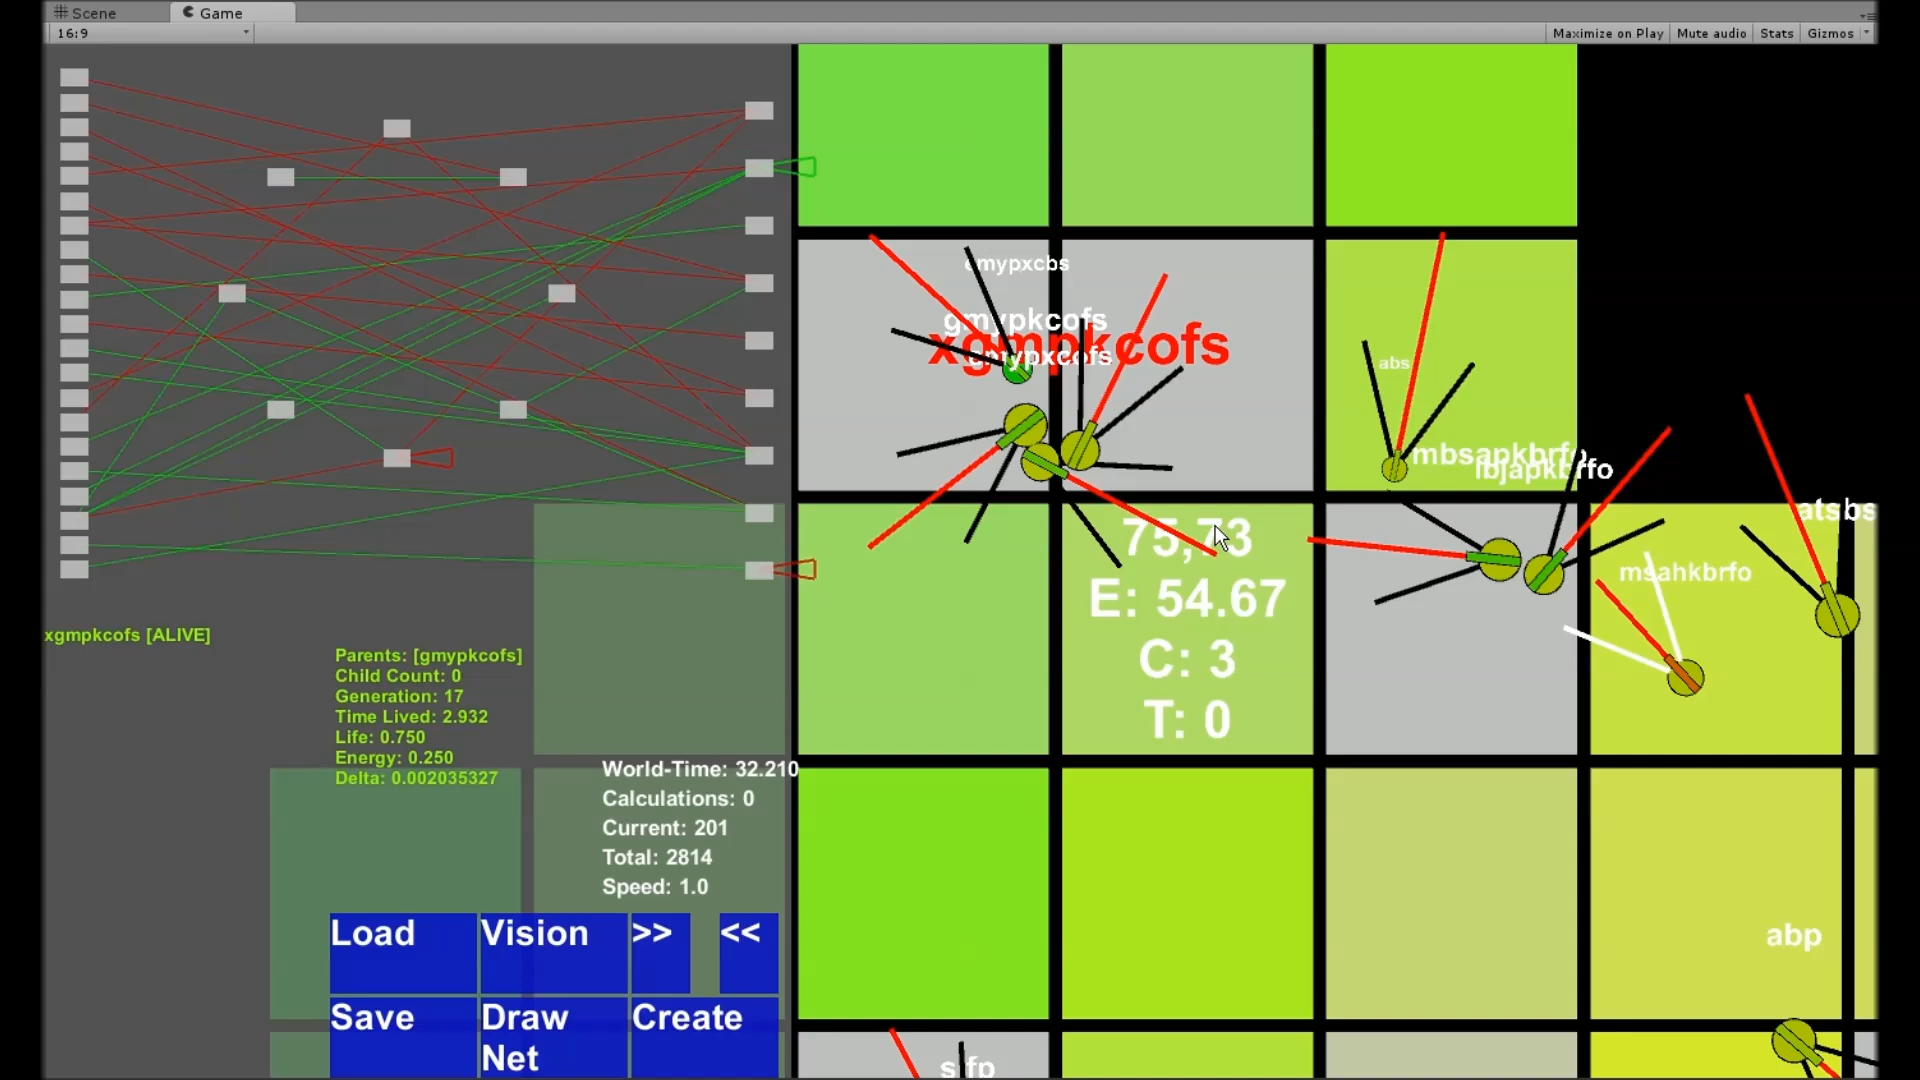 Scene
Game
16:9
Maximize on Play
Mute audio
Stats
Gizmos
gmypkcofs
xgmpkcofs
abs
mbsapkbrfo
lbjapkbrfo
atsbs
msahkbrfo
75,73
E: 54.67
C: 3
T: 0
xgmpkcofs [ALIVE]
Parents: [gmypkcofs]
Child Count: 0
Generation: 17
Time Lived: 2.932
Life: 0.750
Energy: 0.250
Delta: 0.002035327
World-Time: 32.210
Calculations: 0
Current: 201
Total: 2814
Speed: 1.0
Load
Vision
>>
<<
Save
Draw
Net
Create
abp